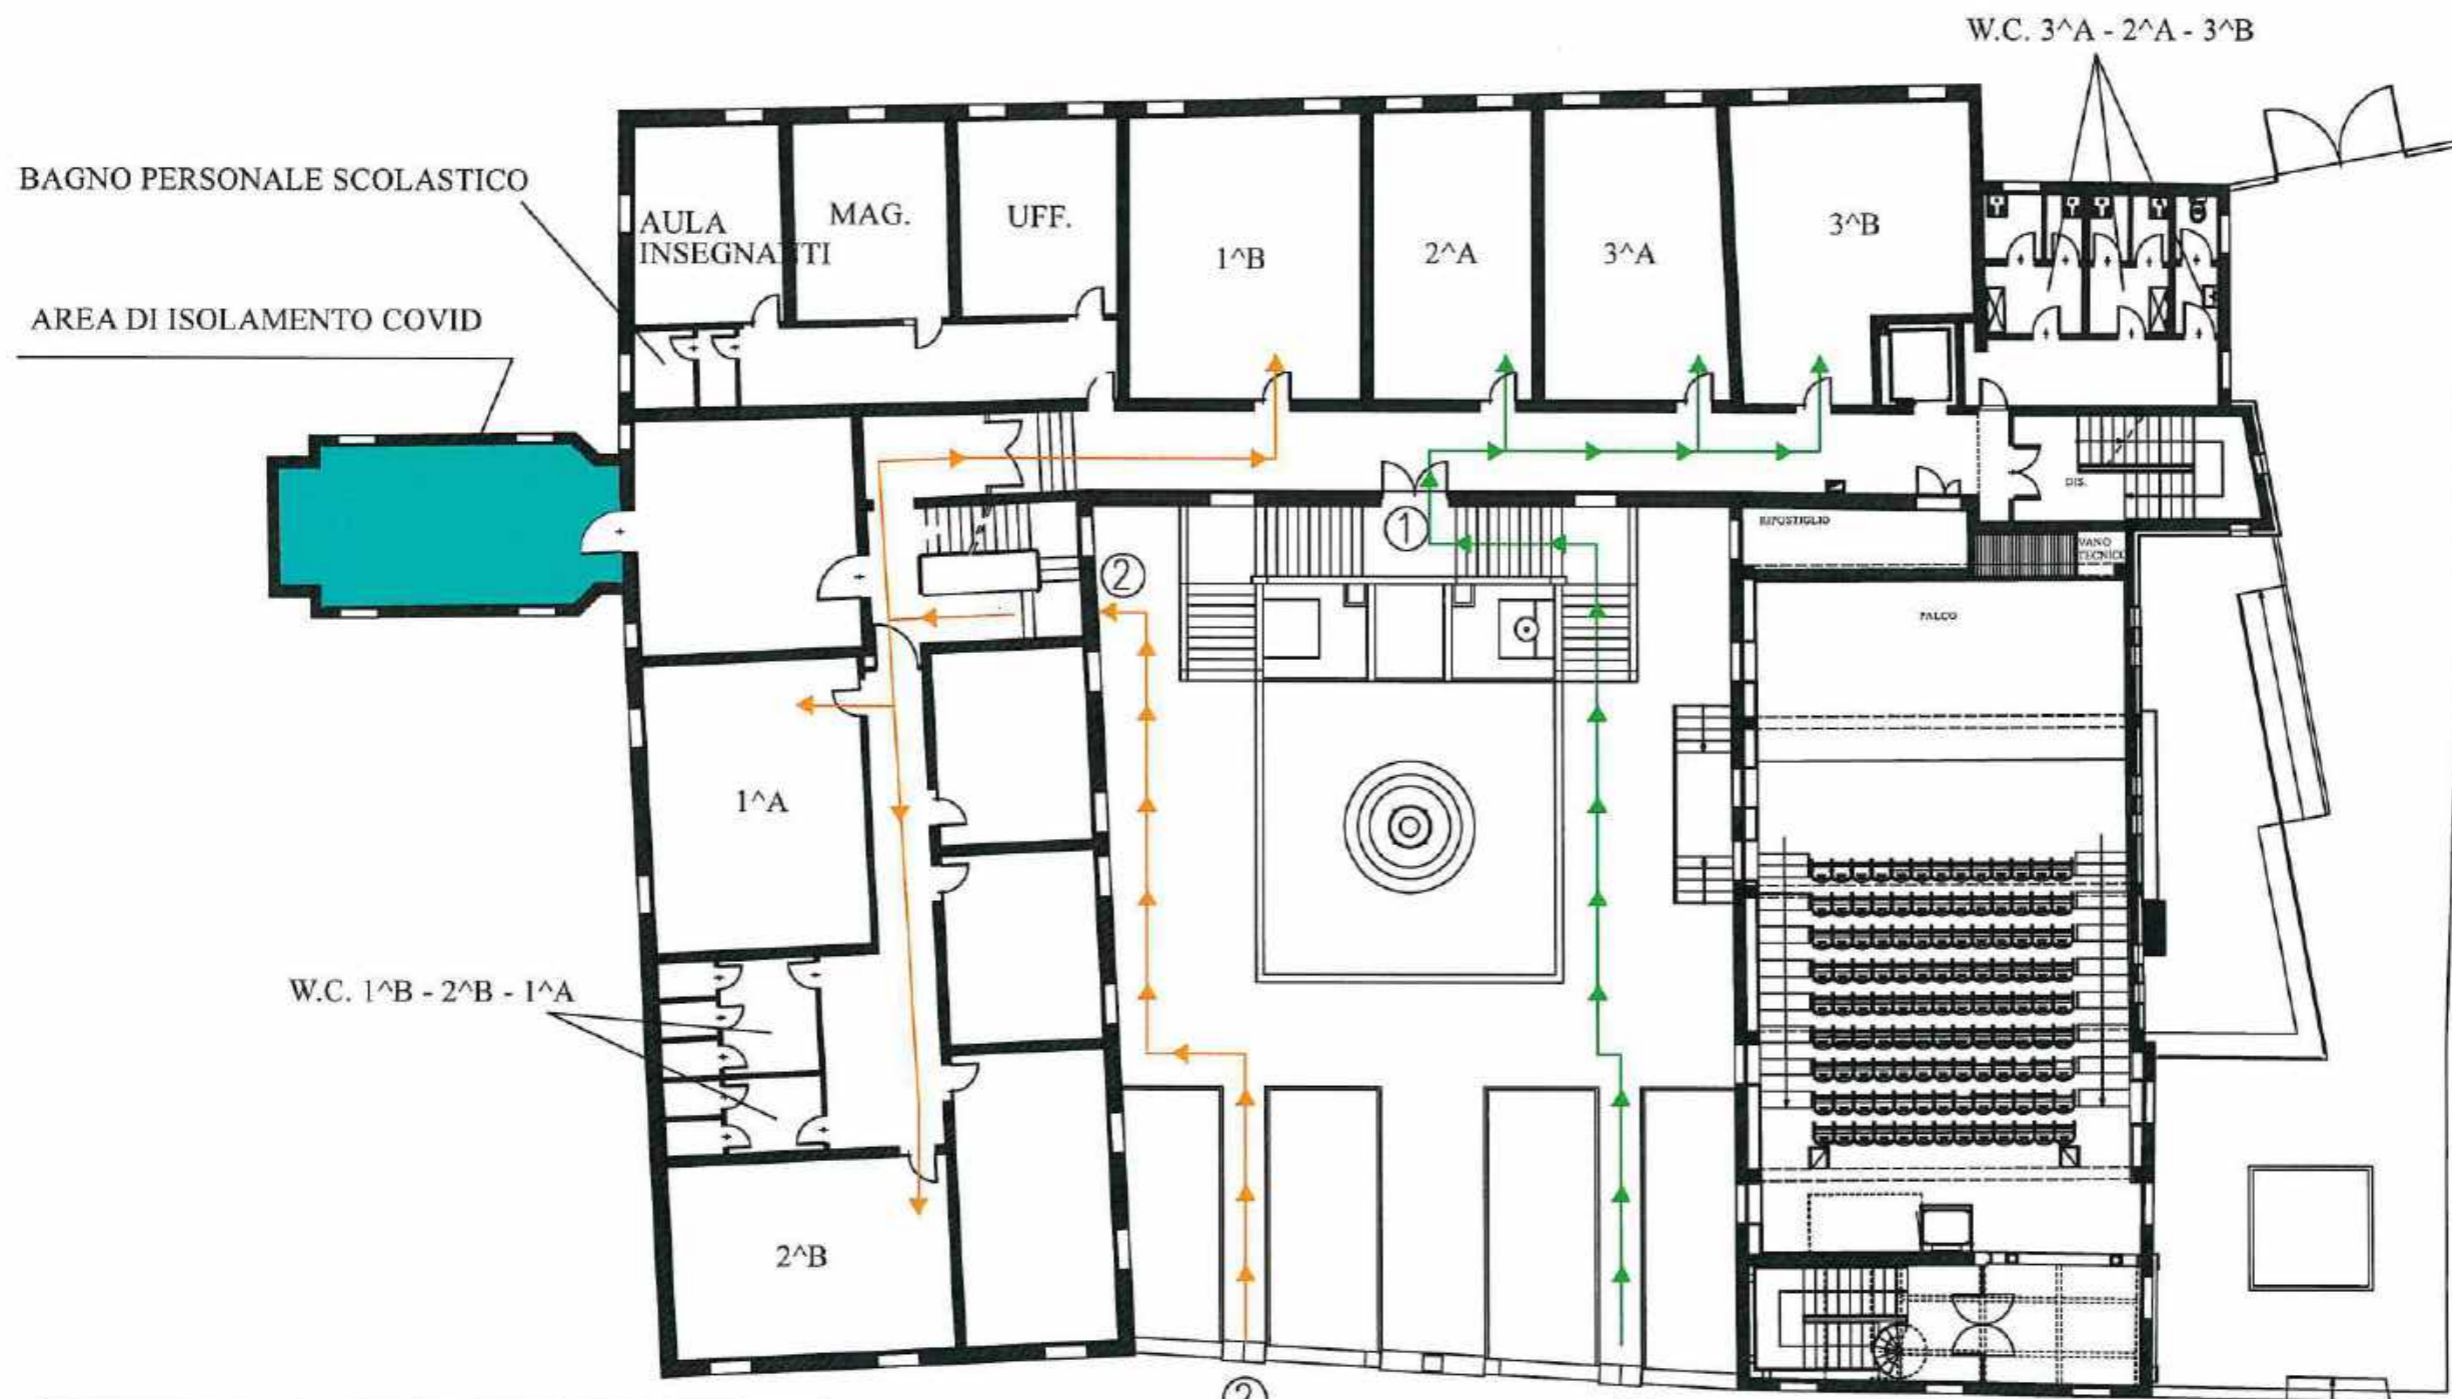 W.C. 3^A - 2^A - 3^B
BAGNO PERSONALE SCOLASTICO
AULA
INSEGNANTI
MAG.
UFF.
1^B
2^A
3^A
3^B
AREA DI ISOLAMENTO COVID
DIS.
1
RIPOSTIGLIO
VANO
TECNICO
2
PALCO
1^A
W.C. 1^B - 2^B - 1^A
2^B
2